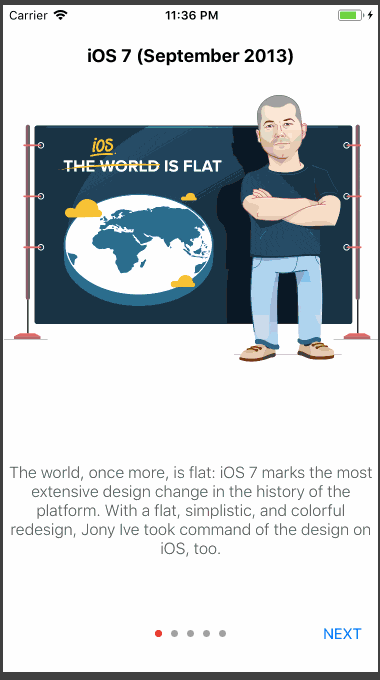 Carrier 11:36 PM
iOS 7 (September 2013)
iOS
THE WORLD IS FLAT
The world, once more, is flat: iOS 7 marks the most
extensive design change in the history of the
platform. With a flat, simplistic, and colorful
redesign, Jony Ive took command of the design on
iOS, too.
NEXT